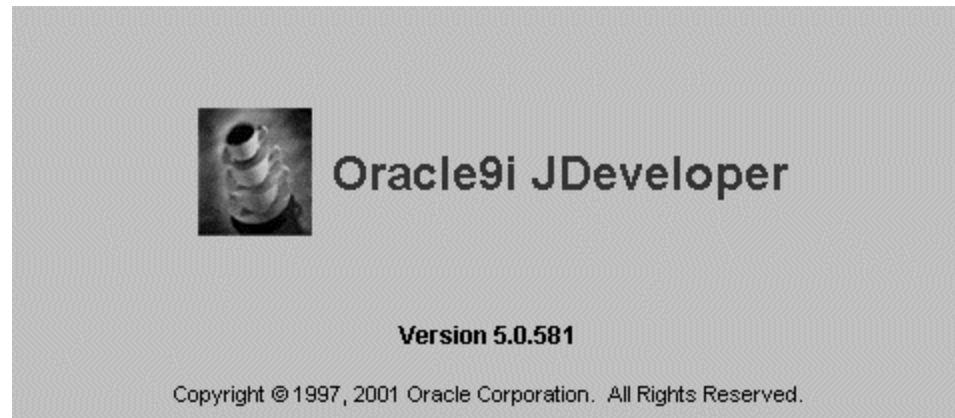 Oracle9i JDeveloper
Version 5.0.581
Copyright © 1997, 2001 Oracle Corporation. All Rights Reserved.